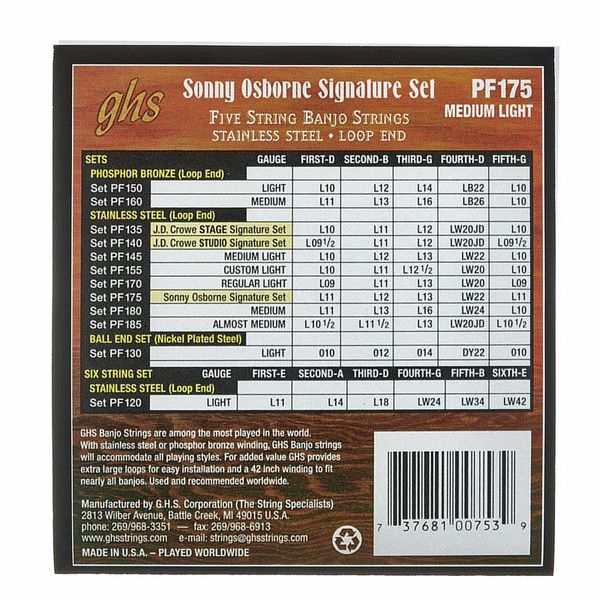 ghs Sonny Osborne Signature Set PF175
FIVE STRING BANJO STRINGS MEDIUM LIGHT
STAINLESS STEEL • LOOP END
SETS GAUGE FIRST-D SECOND-B THIRD-G FOURTH-D FIFTH-G
PHOSPHOR BRONZE (Loop End)
Set PF150 LIGHT L10 L12 L14 LB22 L10
Set PF160 MEDIUM L11 L13 L16 LB26 L10
STAINLESS STEEL (Loop End)
Set PF135 J.D. Crowe STAGE Signature Set L10 L11 L12 LW20JD L10
Set PF140 J.D. Crowe STUDIO Signature Set L09 1/2 L11 L12 LW20JD L09 1/2
Set PF145 MEDIUM LIGHT L10 L11 L13 LW22 L10
Set PF155 CUSTOM LIGHT L10 L11 L12 1/2 LW20 L10
Set PF170 REGULAR LIGHT L09 L11 L13 LW20 L09
Set PF175 Sonny Osborne Signature Set L11 L12 L13 LW22 L11
Set PF180 MEDIUM L11 L13 L16 LW24 L10
Set PF185 ALMOST MEDIUM L10 1/2 L11 1/2 L13 LW20JD L10 1/2
BALL END SET (Nickel Plated Steel)
Set PF130 LIGHT 010 012 014 DY22 010
SIX STRING SET GAUGE FIRST-E SECOND-A THIRD-D FOURTH-G FIFTH-B SIXTH-E
STAINLESS STEEL (Loop End)
Set PF120 LIGHT L11 L14 L18 LW24 LW34 LW42
GHS Banjo Strings are among the most played in the world.
With stainless steel or phosphor bronze winding, GHS Banjo strings
will accommodate all playing styles. For added value GHS provides
extra large loops for easy installation and a 42 inch winding to fit
nearly all banjos. Used and recommended worldwide.
Manufactured by G.H.S. Corporation (The String Specialists)
2813 Wilber Avenue, Battle Creek, MI 49015 U.S.A.
phone: 269/968-3351 — fax: 269/968-6913
www.ghsstrings.com e-mail: strings@ghsstrings.com
MADE IN U.S.A. – PLAYED WORLDWIDE
7 37681 00753 9